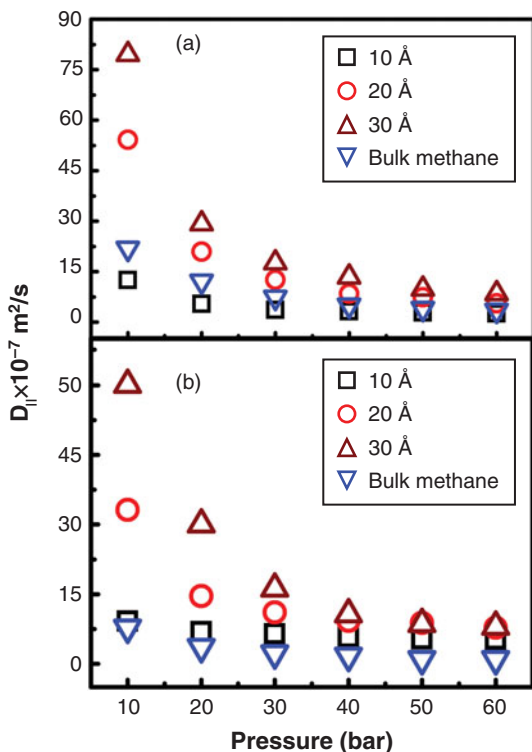 90
75
60
45
30
15
0
(a)
10 Å
20 Å
30 Å
Bulk methane
D||×10⁻⁷ m²/s
50
45
30
15
0
(b)
10 Å
20 Å
30 Å
Bulk methane
10 20 30 40 50 60
Pressure (bar)